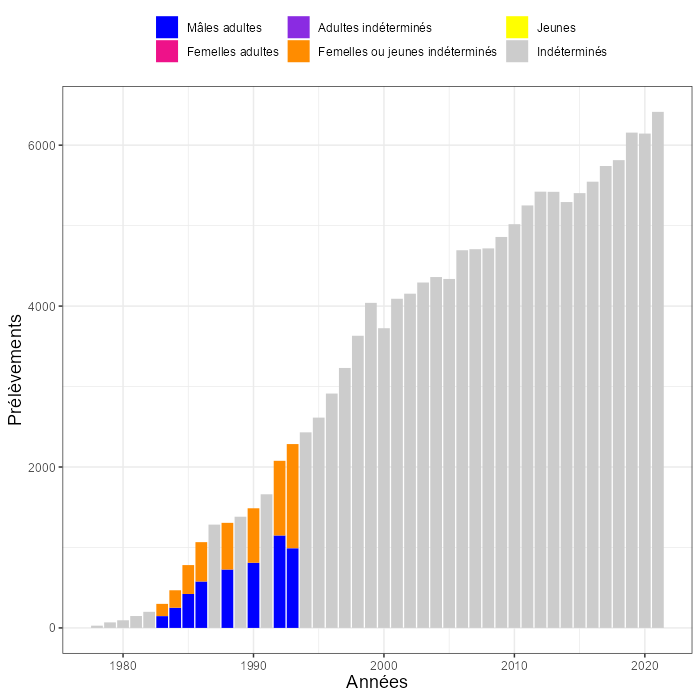 Mâles adultes
Adultes indéterminés
Jeunes
Femelles adultes
Femelles ou jeunes indéterminés
Indéterminés
Prélèvements
6000
4000
2000
0
1980
1990
2000
2010
2020
Années